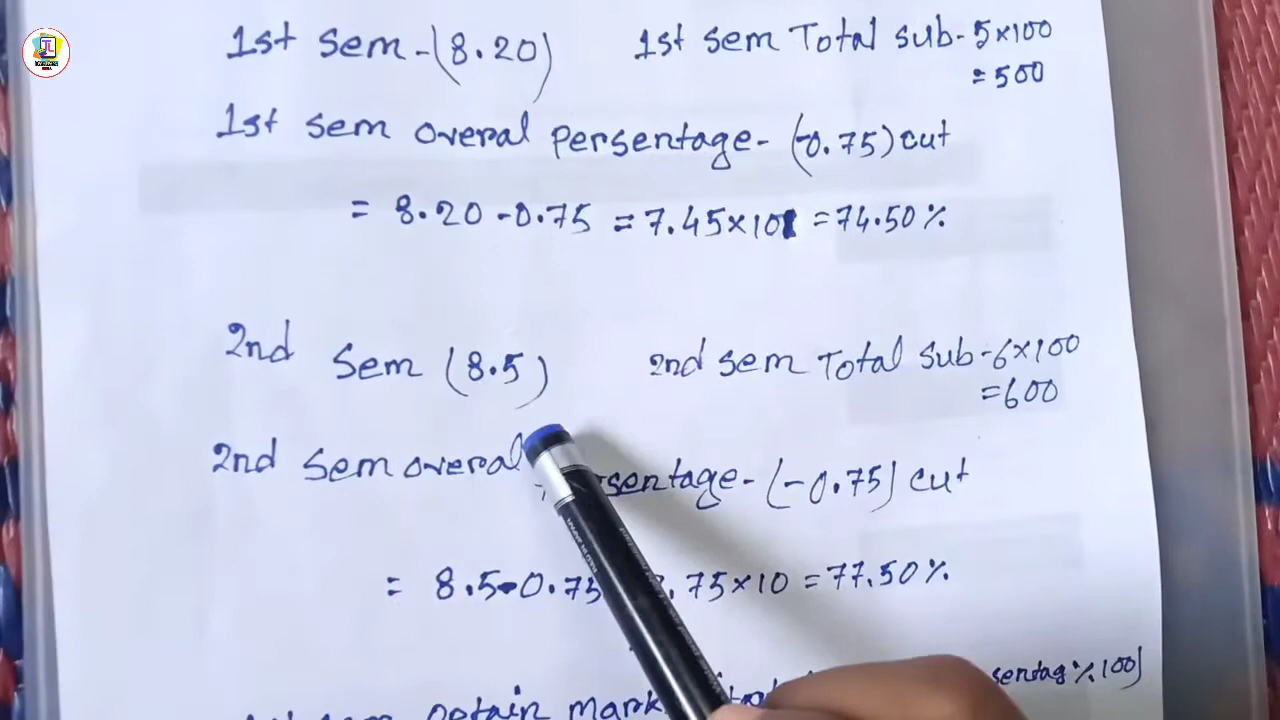 1st Sem-(8.20)
1st sem Total sub-5×100
=500
1st sem overal persentage-(-0.75)cut
= 8.20-0.75 = 7.45×10 =74.50%
2nd Sem (8.5)
2nd sem Total sub-6×100
=600
2nd Sem overal sentage-(-0.75) cut
= 8.5-0.75 .75×10 =77.50%
sem optain mark sentag%100)